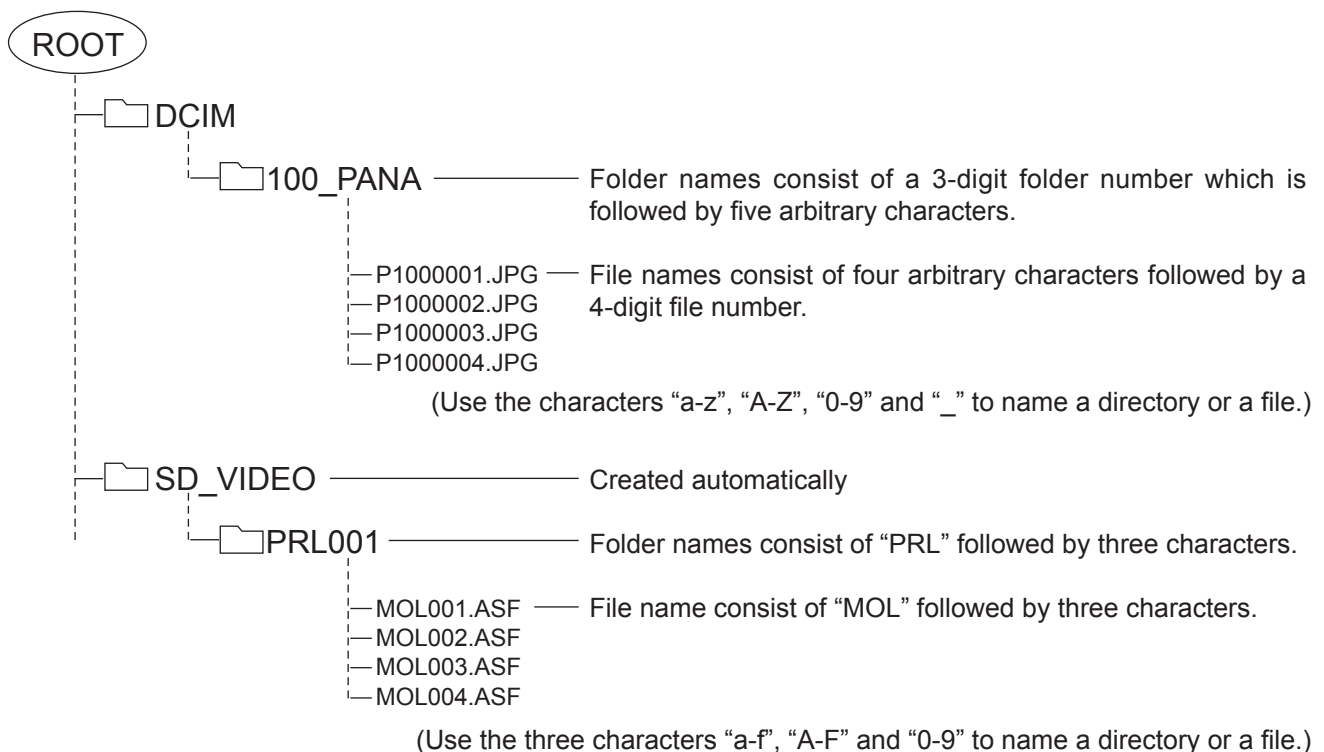 ROOT
DCIM
100_PANA
Folder names consist of a 3-digit folder number which is
followed by five arbitrary characters.
P1000001.JPG
File names consist of four arbitrary characters followed by a
4-digit file number.
P1000002.JPG
P1000003.JPG
P1000004.JPG
(Use the characters “a-z”, “A-Z”, “0-9” and “_” to name a directory or a file.)
SD_VIDEO
Created automatically
PRL001
Folder names consist of “PRL” followed by three characters.
MOL001.ASF
File name consist of “MOL” followed by three characters.
MOL002.ASF
MOL003.ASF
MOL004.ASF
(Use the three characters “a-f”, “A-F” and “0-9” to name a directory or a file.)